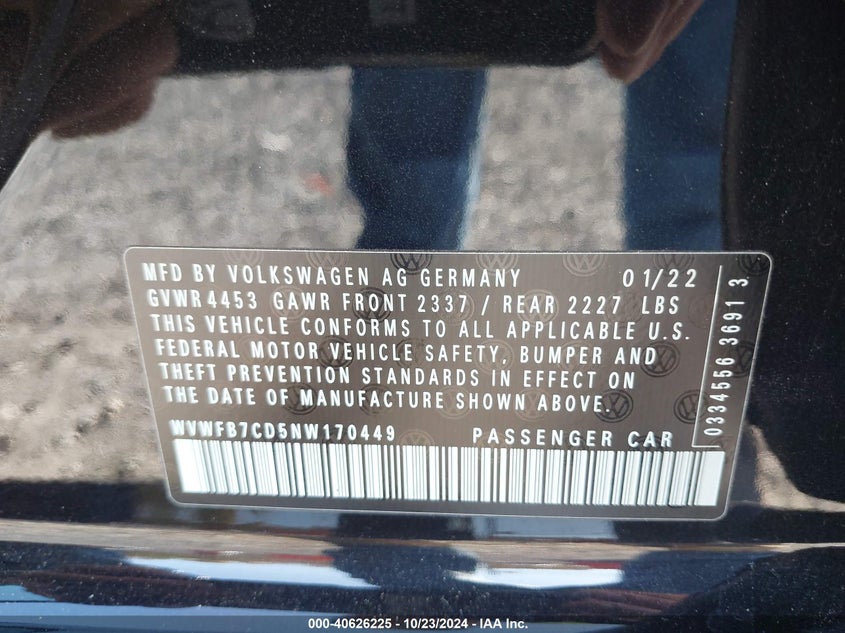 MFD BY VOLKSWAGEN AG GERMANY 01/22
GVWR 4453 GAWR FRONT 2337 / REAR 2227 LBS
THIS VEHICLE CONFORMS TO ALL APPLICABLE U.S.
FEDERAL MOTOR VEHICLE SAFETY, BUMPER AND
THEFT PREVENTION STANDARDS IN EFFECT ON
THE DATE OF MANUFACTURE SHOWN ABOVE.
WVWFB7CD5NW170449 PASSENGER CAR
0334556 3691 3
000-40626225 - 10/23/2024 - IAA Inc.